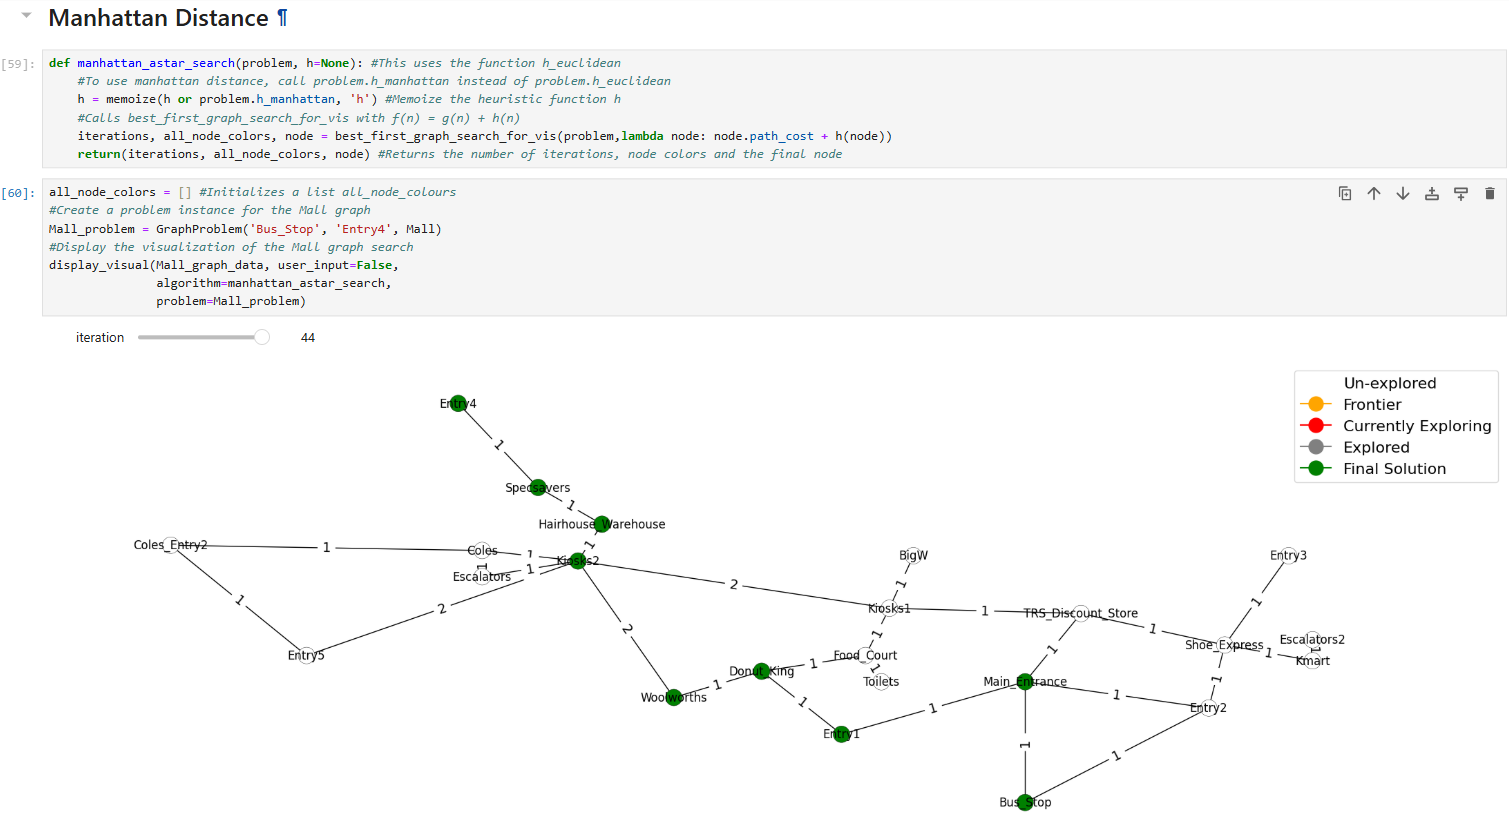 Manhattan Distance ¶
[59]:
def manhattan_astar_search(problem, h=None): #This uses the function h_euclidean
#To use manhattan distance, call problem.h_manhattan instead of problem.h_euclidean
h = memoize(h or problem.h_manhattan, 'h') #Memoize the heuristic function h
#Calls best_first_graph_search_for_vis with f(n) = g(n) + h(n)
iterations, all_node_colors, node = best_first_graph_search_for_vis(problem,lambda node: node.path_cost + h(node))
return(iterations, all_node_colors, node) #Returns the number of iterations, node colors and the final node
[60]:
all_node_colors = [] #Initializes a list all_node_colours
#Create a problem instance for the Mall graph
Mall_problem = GraphProblem('Bus_Stop', 'Entry4', Mall)
#Display the visualization of the Mall graph search
display_visual(Mall_graph_data, user_input=False,
algorithm=manhattan_astar_search,
problem=Mall_problem)
iteration 44
Un-explored
Frontier
Currently Exploring
Explored
Final Solution
Entry4
1
Specsavers
1
Hairhouse_Warehouse
1
Coles_Entry2
1
Coles
1
Kiosks2
1
Escalators
1
2
1
2
2
Entry5
BigW
1
Kiosks1
1
TRS_Discount_Store
1
Entry3
1
Escalators2
1
Shoe_Express
1
Kmart
1
Food_Court
1
Toilets
1
Donut_King
1
Woolworths
1
1
Main_Entrance
1
1
Entry2
1
Entry1
1
1
1
Bus_Stop